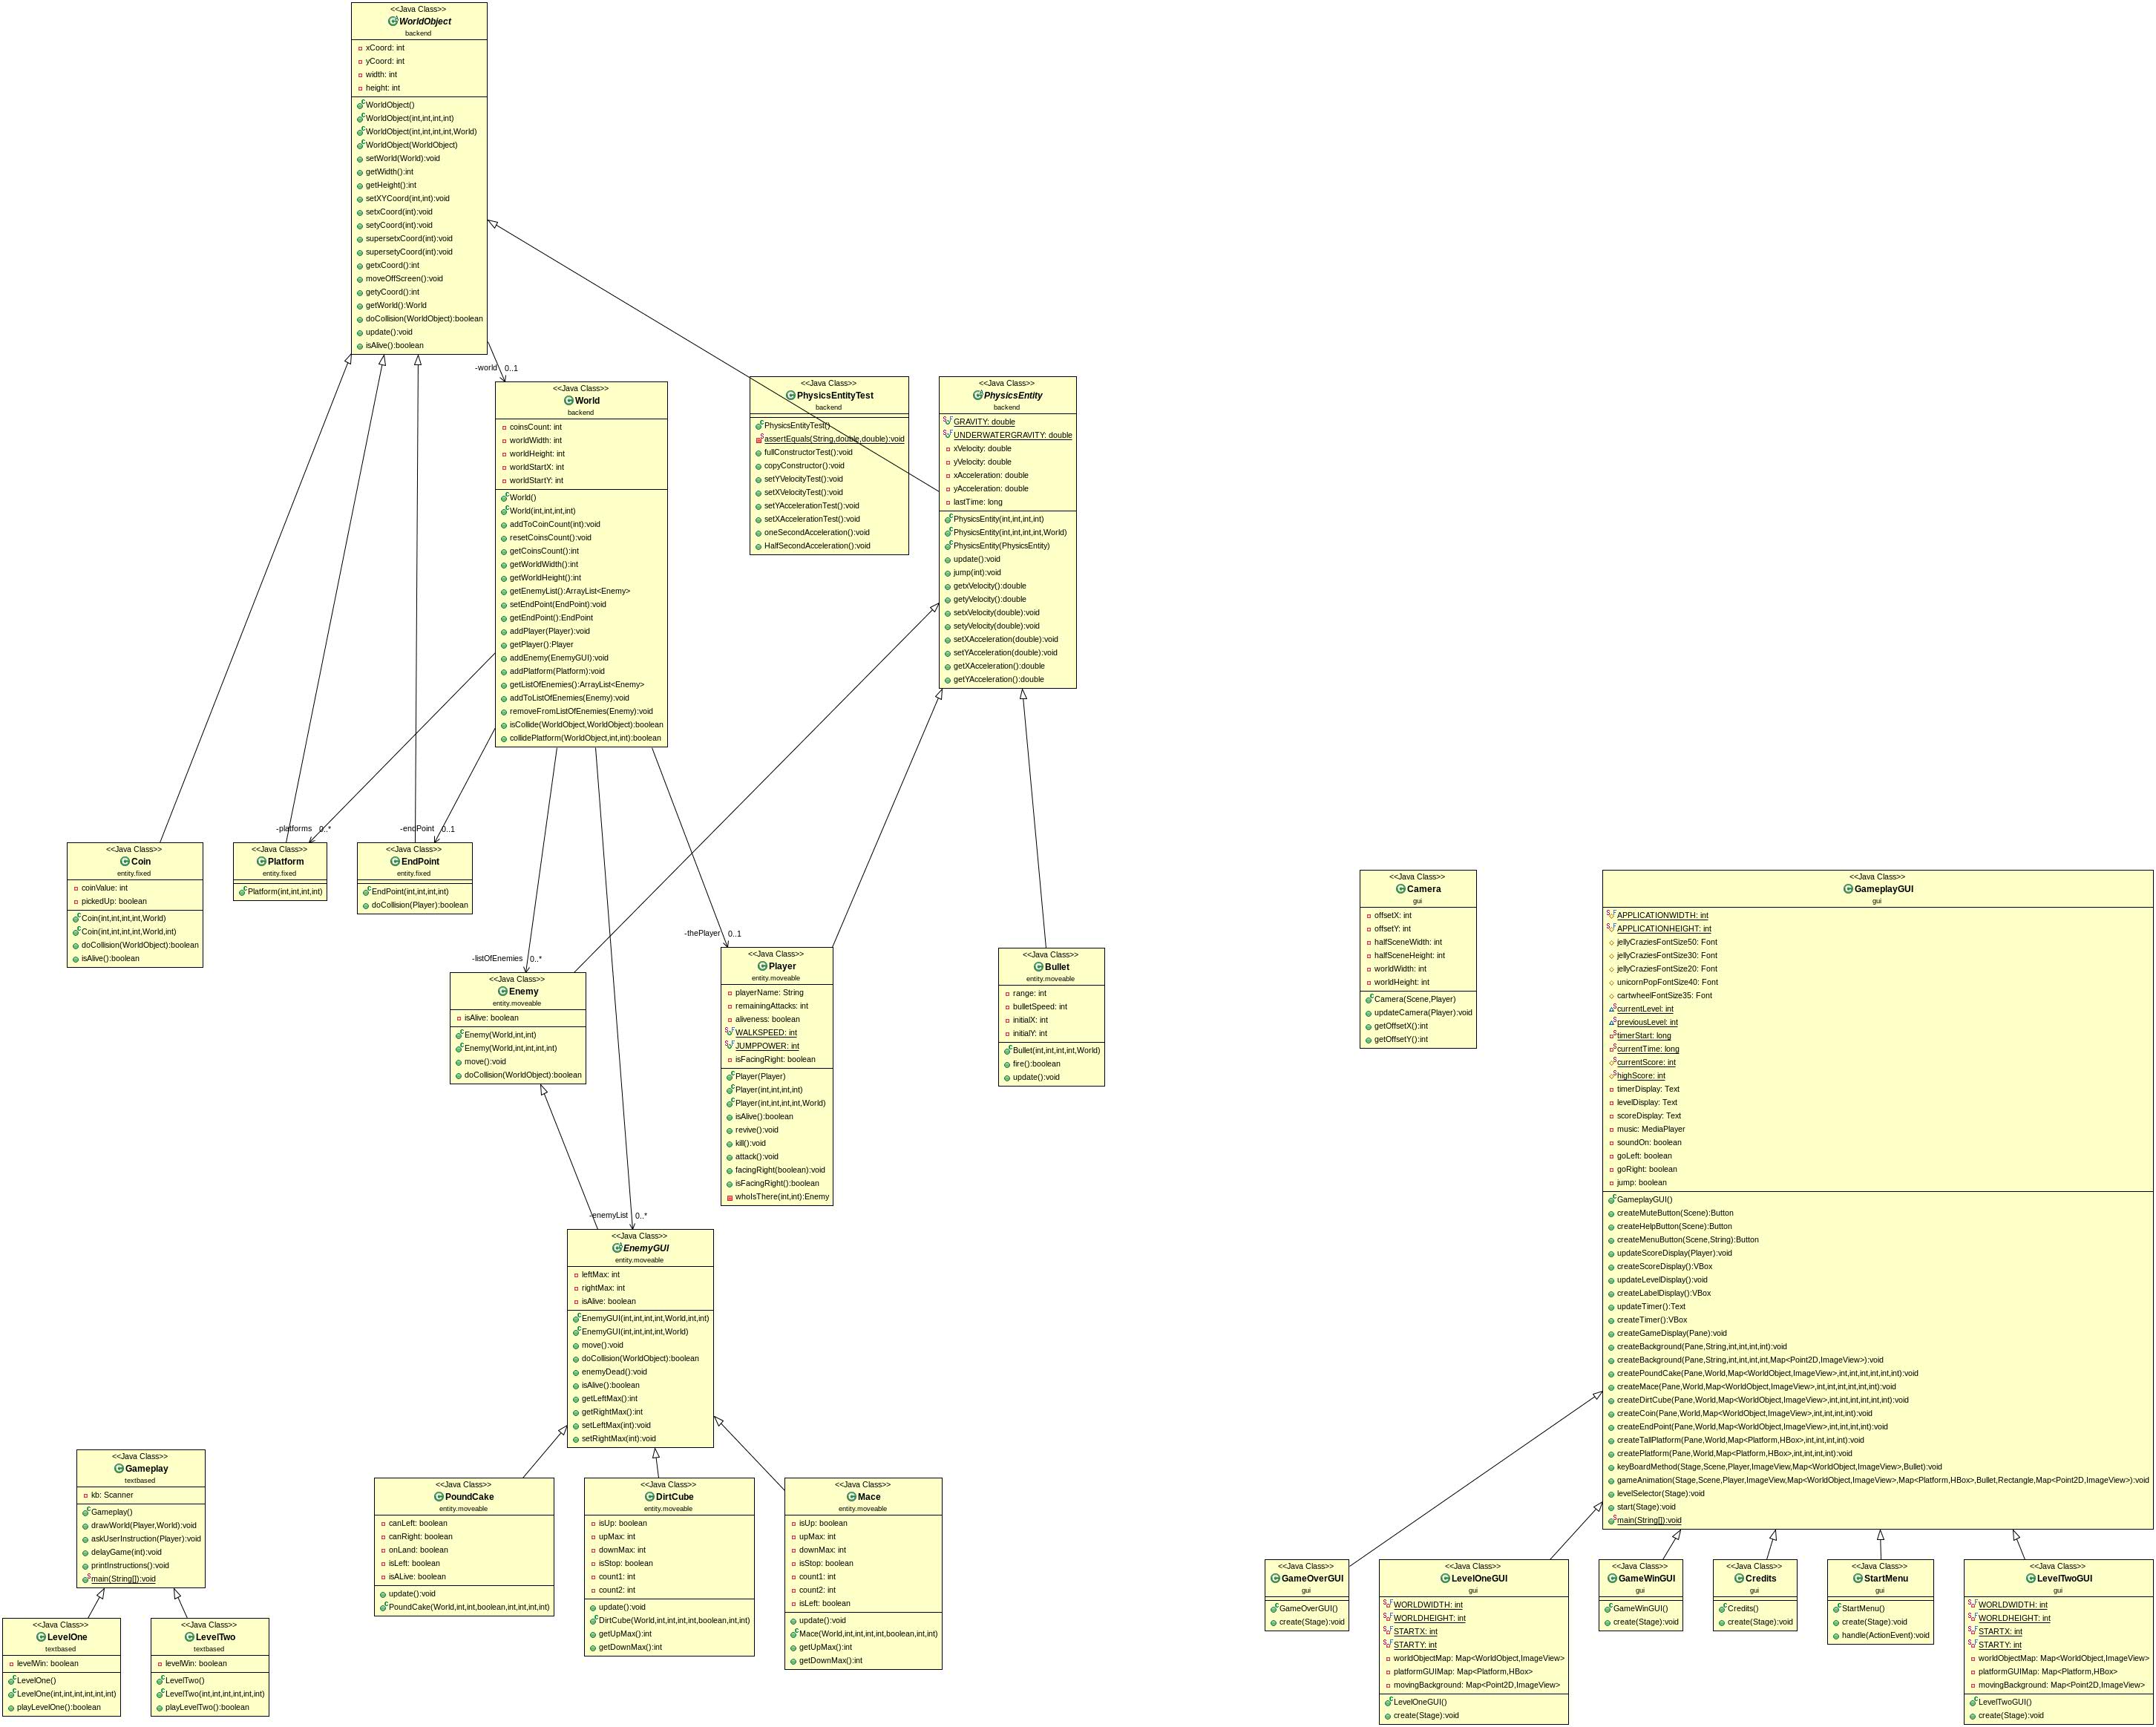 <<Java Class>>
WorldObject
backend
xCoord: int
yCoord: int
width: int
height: int
WorldObject()
WorldObject(int,int,int,int)
WorldObject(int,int,int,int,World)
WorldObject(WorldObject)
setWorld(World):void
getWidth():int
getHeight():int
setXYCoord(int,int):void
setxCoord(int):void
setyCoord(int):void
supersetxCoord(int):void
supersetyCoord(int):void
getxCoord():int
moveOffScreen():void
getyCoord():int
getWorld():World
doCollision(WorldObject):boolean
update():void
isAlive():boolean
-world 0..1
<<Java Class>>
World
backend
coinsCount: int
worldWidth: int
worldHeight: int
worldStartX: int
worldStartY: int
World()
World(int,int,int,int)
addToCoinCount(int):void
resetCoinsCount():void
getCoinsCount():int
getWorldWidth():int
getWorldHeight():int
getEnemyList():ArrayList<Enemy>
setEndPoint(EndPoint):void
getEndPoint():EndPoint
addPlayer(Player):void
getPlayer():Player
addEnemy(EnemyGUI):void
addPlatform(Platform):void
getListOfEnemies():ArrayList<Enemy>
addToListOfEnemies(Enemy):void
removeFromListOfEnemies(Enemy):void
isCollide(WorldObject,WorldObject):boolean
collidePlatform(WorldObject,int,int):boolean
<<Java Class>>
PhysicsEntityTest
backend
PhysicsEntityTest()
assertEquals(String,double,double):void
fullConstructorTest():void
copyConstructor():void
setYVelocityTest():void
setXVelocityTest():void
setYAccelerationTest():void
setXAccelerationTest():void
oneSecondAcceleration():void
HalfSecondAcceleration():void
<<Java Class>>
PhysicsEntity
backend
GRAVITY: double
UNDERWATERGRAVITY: double
xVelocity: double
yVelocity: double
xAcceleration: double
yAcceleration: double
lastTime: long
PhysicsEntity(int,int,int,int)
PhysicsEntity(int,int,int,int,World)
PhysicsEntity(PhysicsEntity)
update():void
jump(int):void
getxVelocity():double
getyVelocity():double
setxVelocity(double):void
setyVelocity(double):void
setXAcceleration(double):void
setYAcceleration(double):void
getXAcceleration():double
getYAcceleration():double
-platforms 0..*
-endPoint 0..1
<<Java Class>>
Coin
entity.fixed
coinValue: int
pickedUp: boolean
Coin(int,int,int,int,World)
Coin(int,int,int,int,World,int)
doCollision(WorldObject):boolean
isAlive():boolean
<<Java Class>>
Platform
entity.fixed
Platform(int,int,int,int)
<<Java Class>>
EndPoint
entity.fixed
EndPoint(int,int,int,int)
doCollision(Player):boolean
-listOfEnemies 0..*
<<Java Class>>
Enemy
entity.moveable
isAlive: boolean
Enemy(World,int,int)
Enemy(World,int,int,int,int)
move():void
doCollision(WorldObject):boolean
-thePlayer 0..1
<<Java Class>>
Player
entity.moveable
playerName: String
remainingAttacks: int
aliveness: boolean
WALKSPEED: int
JUMPPOWER: int
isFacingRight: boolean
Player(Player)
Player(int,int,int,int)
Player(int,int,int,int,World)
isAlive():boolean
revive():void
kill():void
attack():void
facingRight(boolean):void
isFacingRight():boolean
whoIsThere(int,int):Enemy
<<Java Class>>
Bullet
entity.moveable
range: int
bulletSpeed: int
initialX: int
initialY: int
Bullet(int,int,int,int,World)
fire():boolean
update():void
<<Java Class>>
Camera
gui
offsetX: int
offsetY: int
halfSceneWidth: int
halfSceneHeight: int
worldWidth: int
worldHeight: int
Camera(Scene,Player)
updateCamera(Player):void
getOffsetX():int
getOffsetY():int
<<Java Class>>
GameplayGUI
gui
APPLICATIONWIDTH: int
APPLICATIONHEIGHT: int
jellyCraziesFontSize50: Font
jellyCraziesFontSize30: Font
jellyCraziesFontSize20: Font
unicornPopFontSize40: Font
cartwheelFontSize35: Font
currentLevel: int
previousLevel: int
timerStart: long
currentTime: long
currentScore: int
highScore: int
timerDisplay: Text
levelDisplay: Text
scoreDisplay: Text
music: MediaPlayer
soundOn: boolean
goLeft: boolean
goRight: boolean
jump: boolean
GameplayGUI()
createMuteButton(Scene):Button
createHelpButton(Scene):Button
createMenuButton(Scene,String):Button
updateScoreDisplay(Player):void
createScoreDisplay():VBox
updateLevelDisplay():void
createLabelDisplay():VBox
updateTimer():Text
createTimer():VBox
createGameDisplay(Pane):void
createBackground(Pane,String,int,int,int,int):void
createBackground(Pane,String,int,int,int,int,Map<Point2D,ImageView>):void
createPoundCake(Pane,World,Map<WorldObject,ImageView>,int,int,int,int,int,int):void
createMace(Pane,World,Map<WorldObject,ImageView>,int,int,int,int,int,int):void
createDirtCube(Pane,World,Map<WorldObject,ImageView>,int,int,int,int,int,int):void
createCoin(Pane,World,Map<WorldObject,ImageView>,int,int,int,int):void
createEndPoint(Pane,World,Map<WorldObject,ImageView>,int,int,int,int):void
createTallPlatform(Pane,World,Map<Platform,HBox>,int,int,int,int):void
createPlatform(Pane,World,Map<Platform,HBox>,int,int,int,int):void
keyBoardMethod(Stage,Scene,Player,ImageView,Map<WorldObject,ImageView>,Bullet):void
gameAnimation(Stage,Scene,Player,ImageView,Map<WorldObject,ImageView>,Map<Platform,HBox>,Bullet,Rectangle,Map<Point2D,ImageView>):void
levelSelector(Stage):void
start(Stage):void
main(String[]):void
-enemyList 0..*
<<Java Class>>
EnemyGUI
entity.moveable
leftMax: int
rightMax: int
isAlive: boolean
EnemyGUI(int,int,int,int,World,int,int)
EnemyGUI(int,int,int,int,World)
move():void
doCollision(WorldObject):boolean
enemyDead():void
isAlive():boolean
getLeftMax():int
getRightMax():int
setLeftMax(int):void
setRightMax(int):void
<<Java Class>>
Gameplay
textbased
kb: Scanner
Gameplay()
drawWorld(Player,World):void
askUserInstruction(Player):void
delayGame(int):void
printInstructions():void
main(String[]):void
<<Java Class>>
LevelOne
textbased
levelWin: boolean
LevelOne()
LevelOne(int,int,int,int,int,int)
playLevelOne():boolean
<<Java Class>>
LevelTwo
textbased
levelWin: boolean
LevelTwo()
LevelTwo(int,int,int,int,int,int)
playLevelTwo():boolean
<<Java Class>>
PoundCake
entity.moveable
canLeft: boolean
canRight: boolean
onLand: boolean
isLeft: boolean
isALive: boolean
update():void
PoundCake(World,int,int,boolean,int,int,int,int)
<<Java Class>>
DirtCube
entity.moveable
isUp: boolean
upMax: int
downMax: int
isStop: boolean
count1: int
count2: int
update():void
DirtCube(World,int,int,int,int,boolean,int,int)
getUpMax():int
getDownMax():int
<<Java Class>>
Mace
entity.moveable
isUp: boolean
upMax: int
downMax: int
isStop: boolean
count1: int
count2: int
isLeft: boolean
update():void
Mace(World,int,int,int,int,boolean,int,int)
getUpMax():int
getDownMax():int
<<Java Class>>
GameOverGUI
gui
GameOverGUI()
create(Stage):void
<<Java Class>>
LevelOneGUI
gui
WORLDWIDTH: int
WORLDHEIGHT: int
STARTX: int
STARTY: int
worldObjectMap: Map<WorldObject,ImageView>
platformGUIMap: Map<Platform,HBox>
movingBackground: Map<Point2D,ImageView>
LevelOneGUI()
create(Stage):void
<<Java Class>>
GameWinGUI
gui
GameWinGUI()
create(Stage):void
<<Java Class>>
Credits
gui
Credits()
create(Stage):void
<<Java Class>>
StartMenu
gui
StartMenu()
create(Stage):void
handle(ActionEvent):void
<<Java Class>>
LevelTwoGUI
gui
WORLDWIDTH: int
WORLDHEIGHT: int
STARTX: int
STARTY: int
worldObjectMap: Map<WorldObject,ImageView>
platformGUIMap: Map<Platform,HBox>
movingBackground: Map<Point2D,ImageView>
LevelTwoGUI()
create(Stage):void